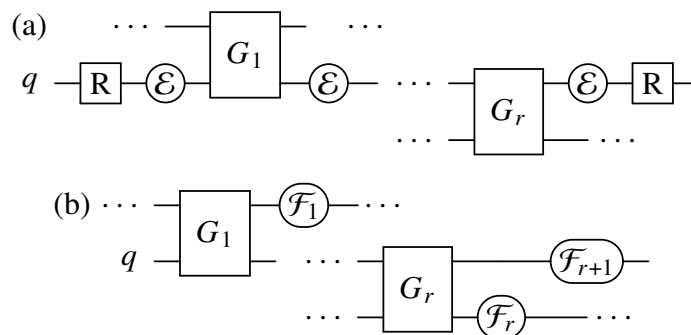 (a) ··· G₁ ···
q R ℰ ℰ ··· Gᵣ ℰ R
··· ···
(b) ··· G₁ ℱ₁ ···
q ··· Gᵣ ℱᵣ₊₁
··· ℱᵣ ···